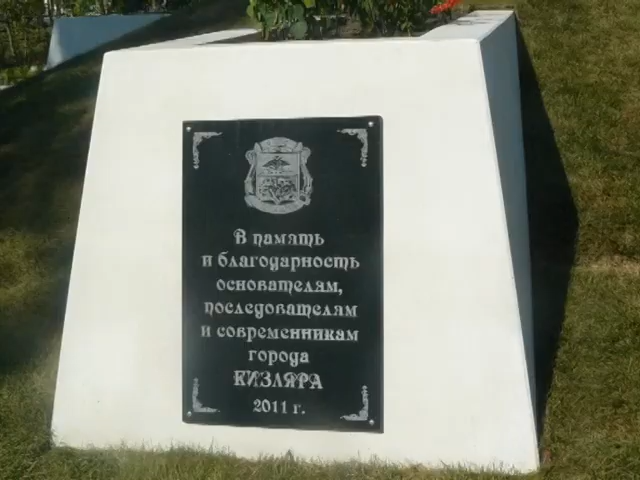 В память
и благодарность
основателям,
последователям
и современникам
города
КИЗЛЯРА
2011 г.